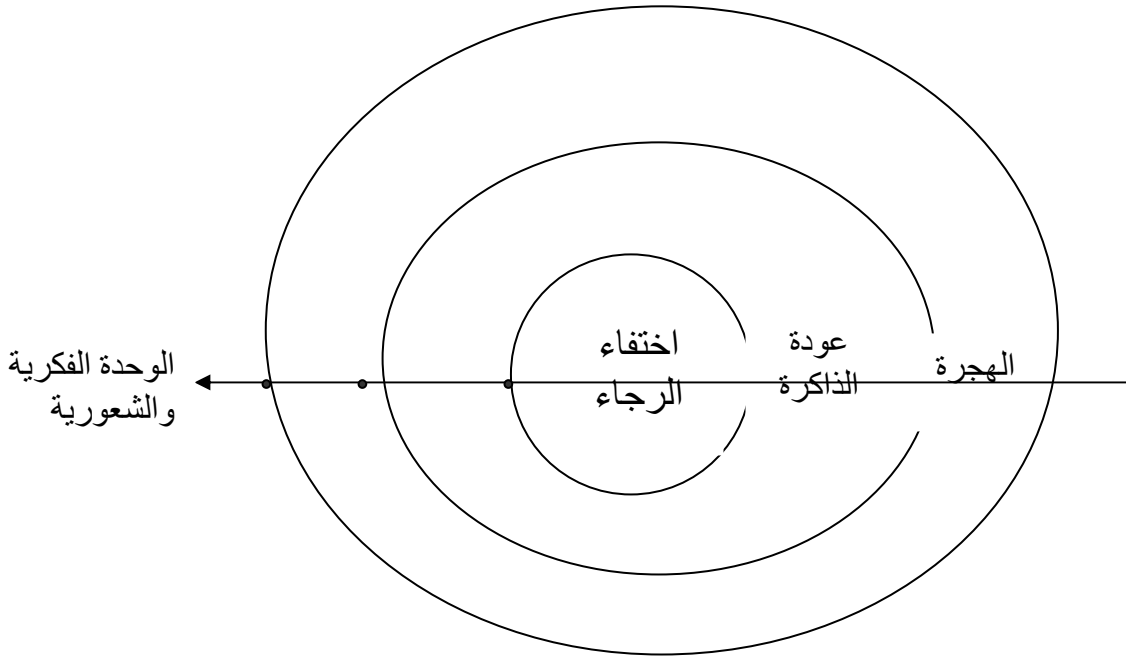 الهجرة
عودة
الذاكرة
اختفاء
الرجاء
الوحدة الفكرية
والشعورية